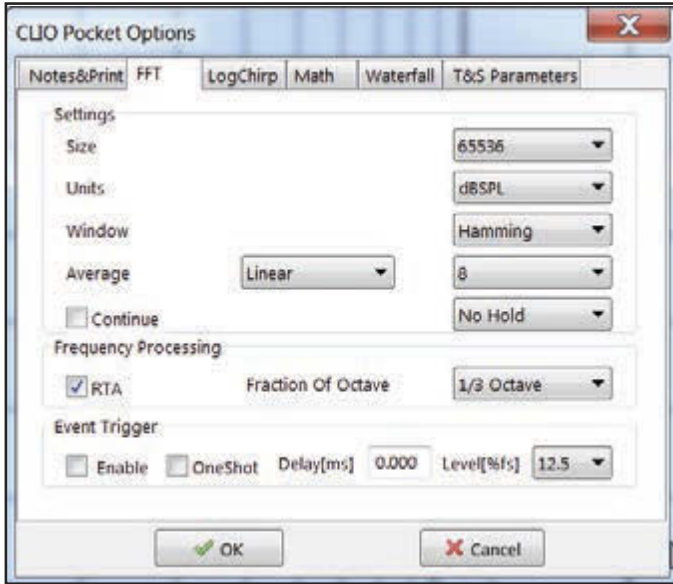 CLIO Pocket Options
Notes&Print FFT LogChirp Math Waterfall T&S Parameters
Settings
Size 65536
Units dBSPL
Window Hamming
Average Linear 8
Continue No Hold
Frequency Processing
RTA Fraction Of Octave 1/3 Octave
Event Trigger
Enable OneShot Delay[ms] 0.000 Level[%fs] 12.5
OK Cancel